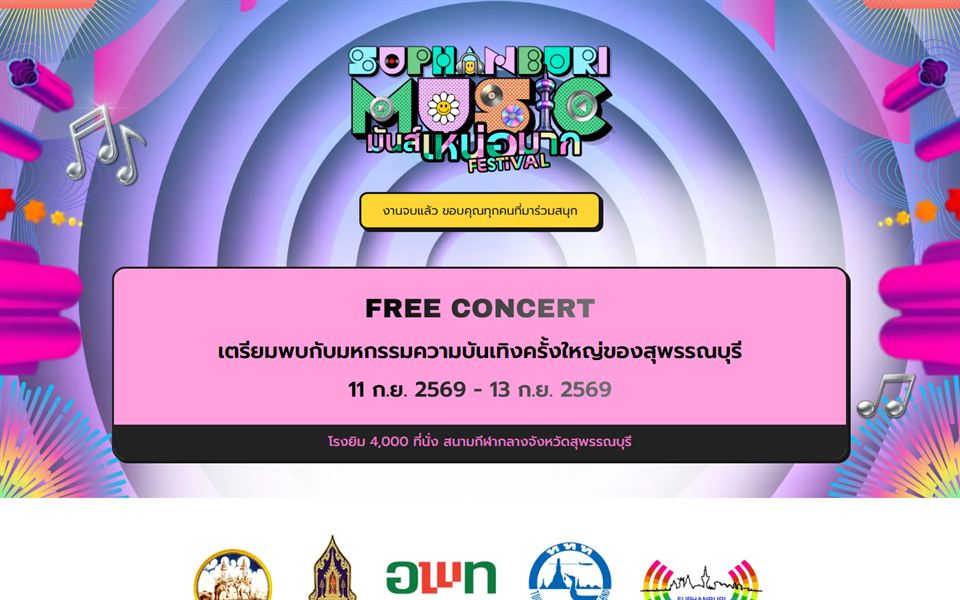 SUPHANBURI
MUSIC
มันส์เหน่อมาก
FESTIVAL
งานจบแล้ว ขอบคุณทุกคนที่มาร่วมสนุก
FREE CONCERT
เตรียมพบกับมหกรรมความบันเทิงครั้งใหญ่ของสุพรรณบุรี
11 ก.ย. 2569 - 13 ก.ย. 2569
โรงยิม 4,000 ที่นั่ง สนามกีฬากลางจังหวัดสุพรรณบุรี
อพท
ททท
SUPHANBURI